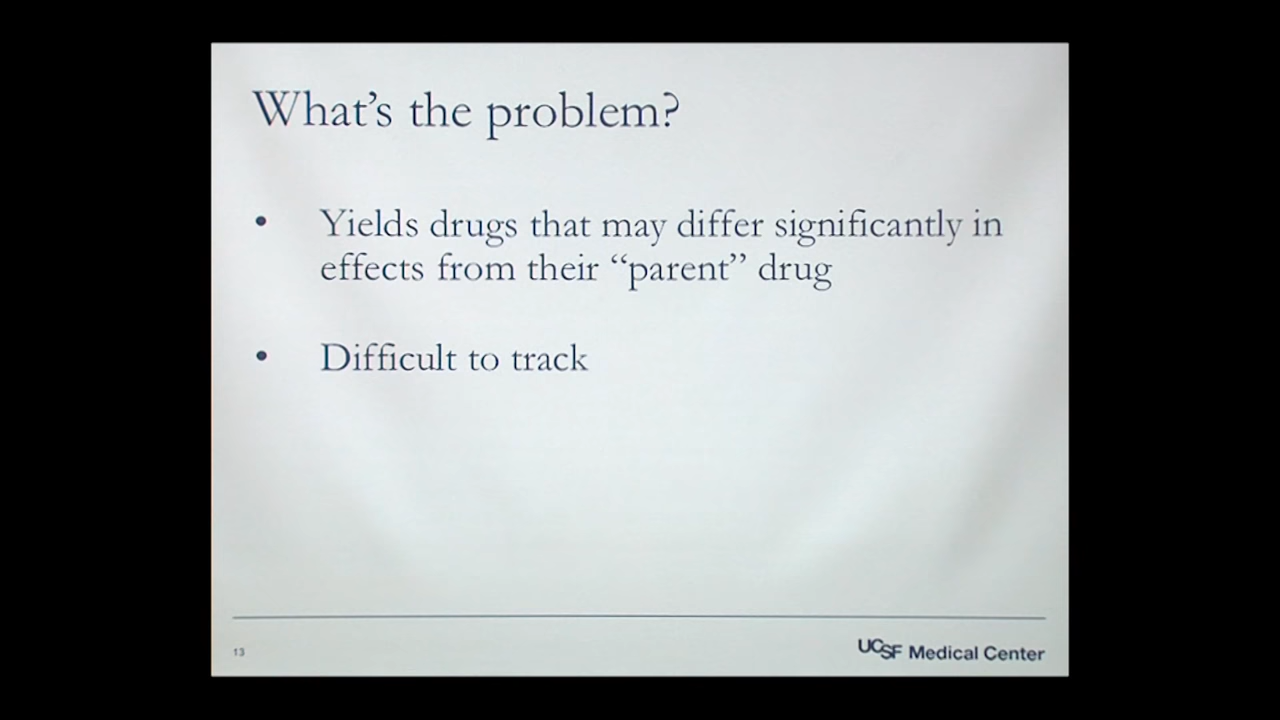 What’s the problem?
• Yields drugs that may differ significantly in
effects from their “parent” drug
• Difficult to track
13
UCSF Medical Center